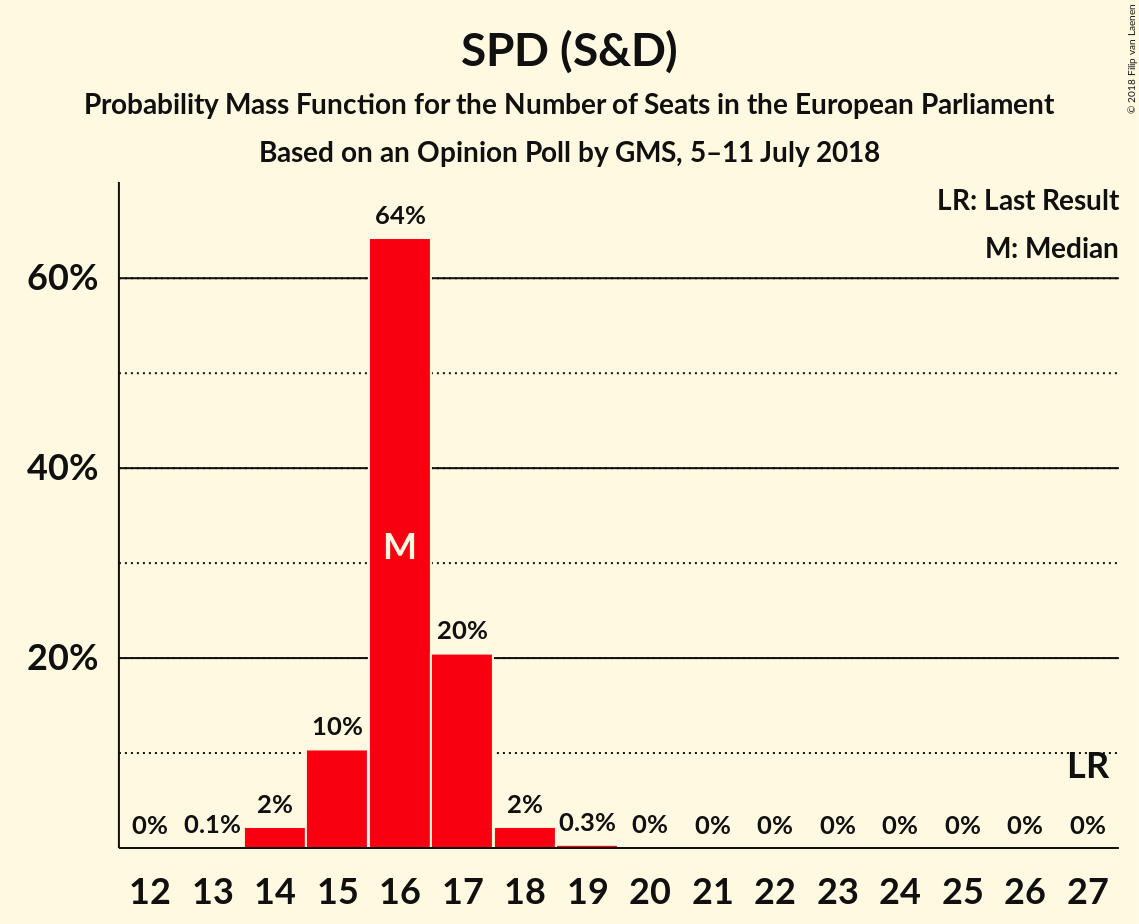 SPD (S&D)
Probability Mass Function for the Number of Seats in the European Parliament
Based on an Opinion Poll by GMS, 5–11 July 2018
© 2018 Filip van Laenen
LR: Last Result
M: Median
64%
60%
40%
M
20%
20%
10%
LR
0% 0.1% 2% 2% 0.3% 0% 0% 0% 0% 0% 0% 0% 0%
12 13 14 15 16 17 18 19 20 21 22 23 24 25 26 27